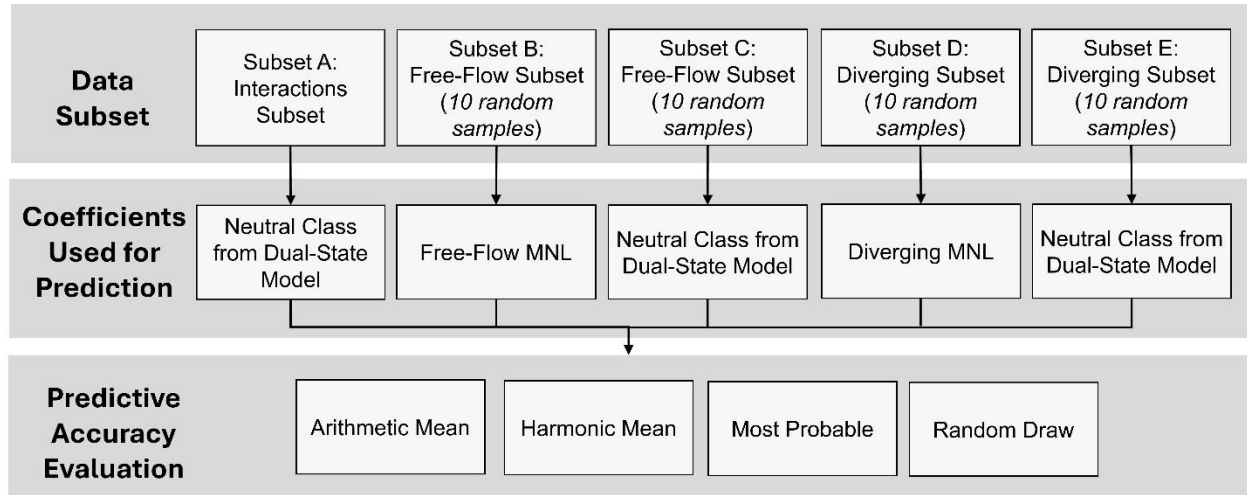 Data
Subset
Subset A:
Interactions
Subset
Subset B:
Free-Flow Subset
(10 random
samples)
Subset C:
Free-Flow Subset
(10 random
samples)
Subset D:
Diverging Subset
(10 random
samples)
Subset E:
Diverging Subset
(10 random
samples)
Coefficients
Used for
Prediction
Neutral Class
from Dual-State
Model
Free-Flow MNL
Neutral Class from
Dual-State Model
Diverging MNL
Neutral Class from
Dual-State Model
Predictive
Accuracy
Evaluation
Arithmetic Mean
Harmonic Mean
Most Probable
Random Draw